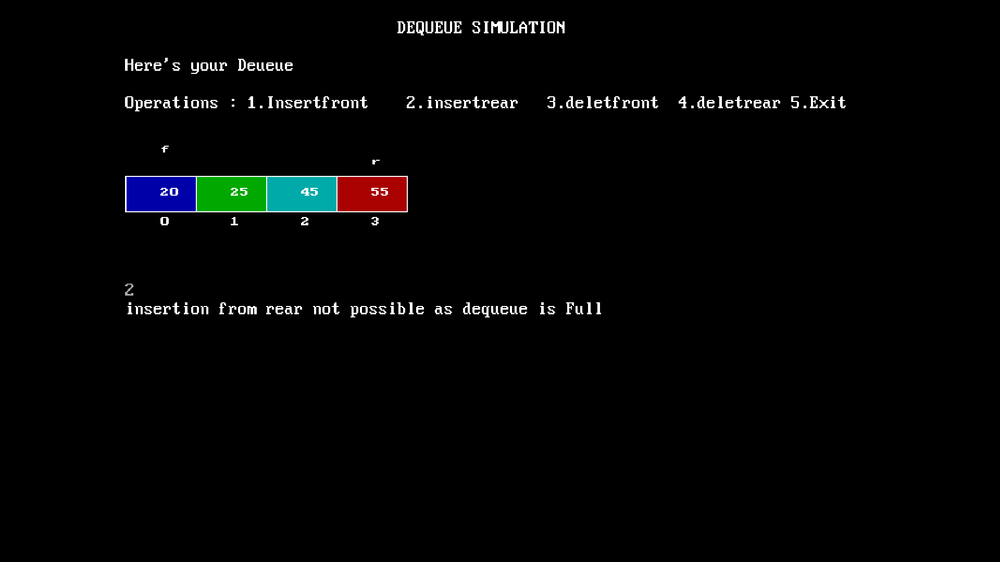 DEQUEUE SIMULATION
Here's your Deueue
Operations : 1.Insertfront 2.insertrear 3.deletfront 4.deletrear 5.Exit
f
r
20 25 45 55
0 1 2 3
2
insertion from rear not possible as dequeue is Full